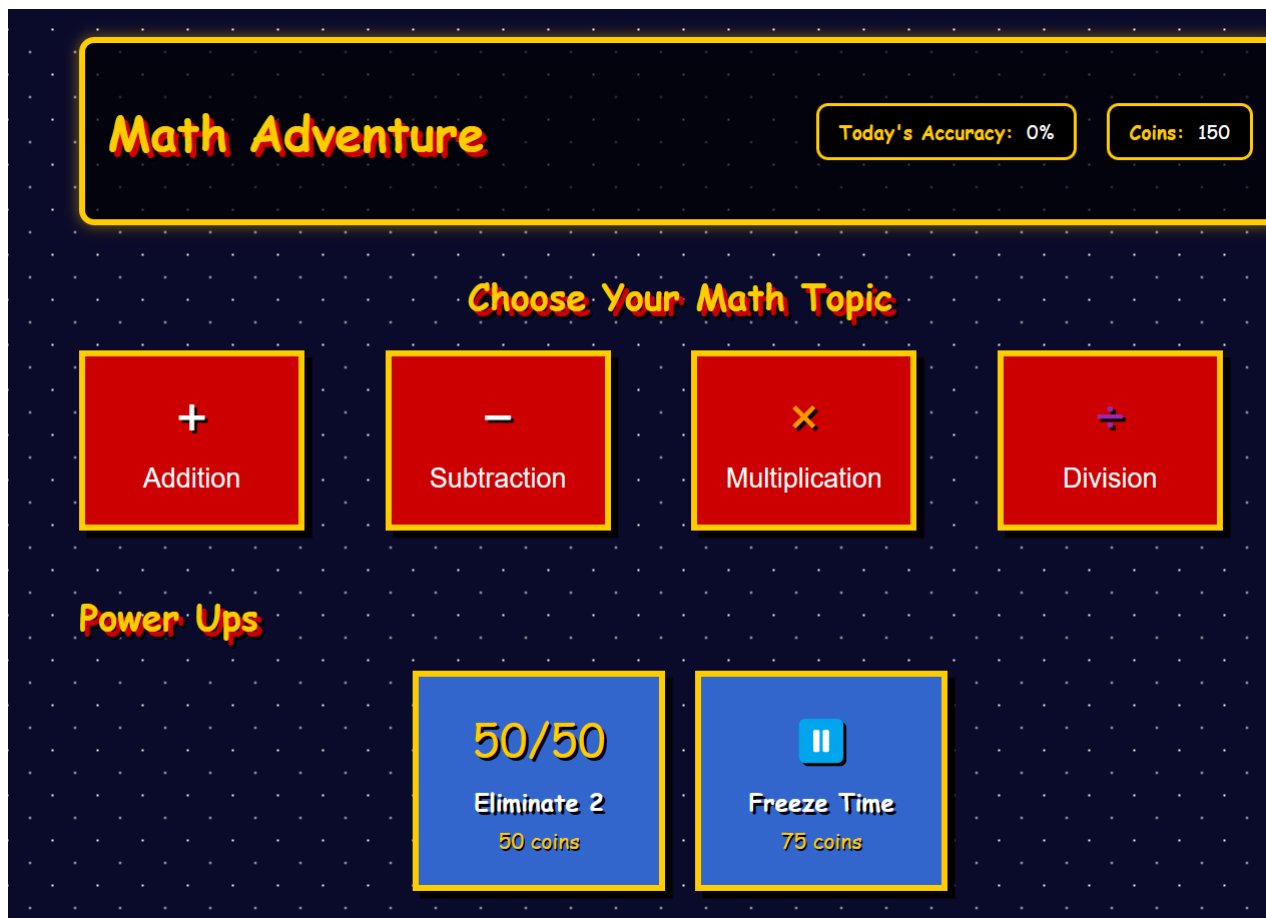 Math Adventure
Today's Accuracy: 0%
Coins: 150
Choose Your Math Topic
+
−
×
÷
Addition
Subtraction
Multiplication
Division
Power Ups
50/50
Eliminate 2
50 coins
Freeze Time
75 coins